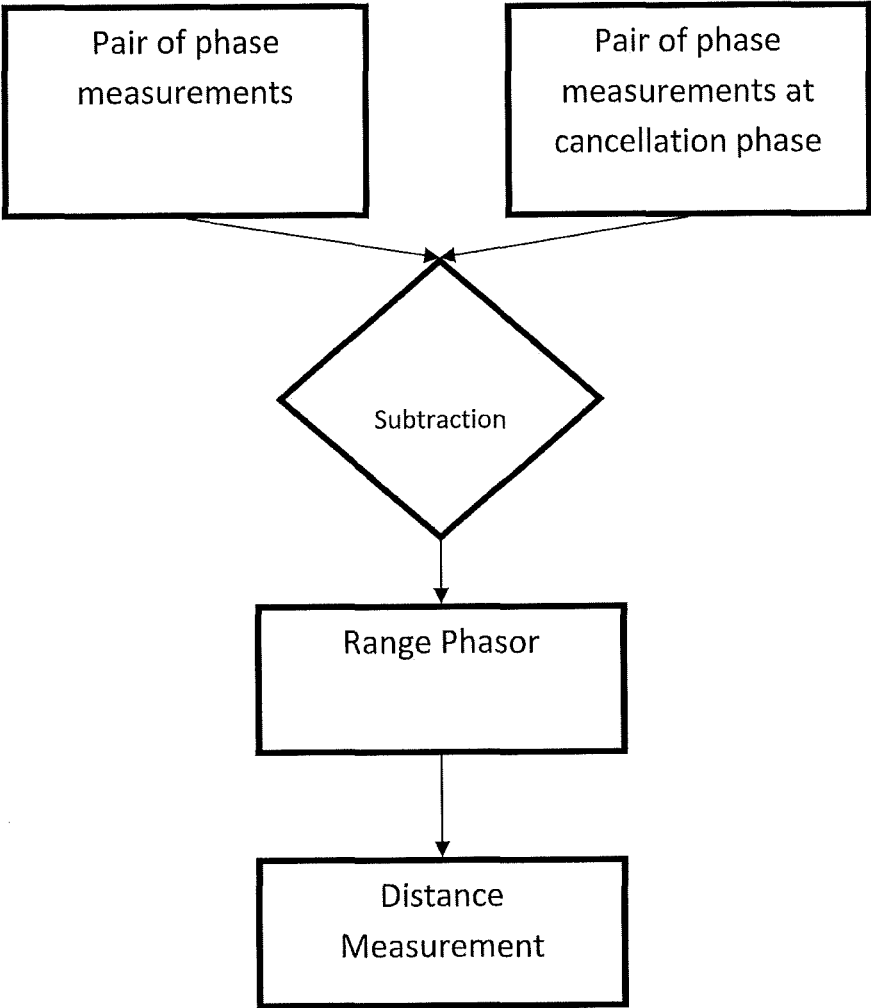 Pair of phase
measurements
Pair of phase
measurements at
cancellation phase
Subtraction
Range Phasor
Distance
Measurement